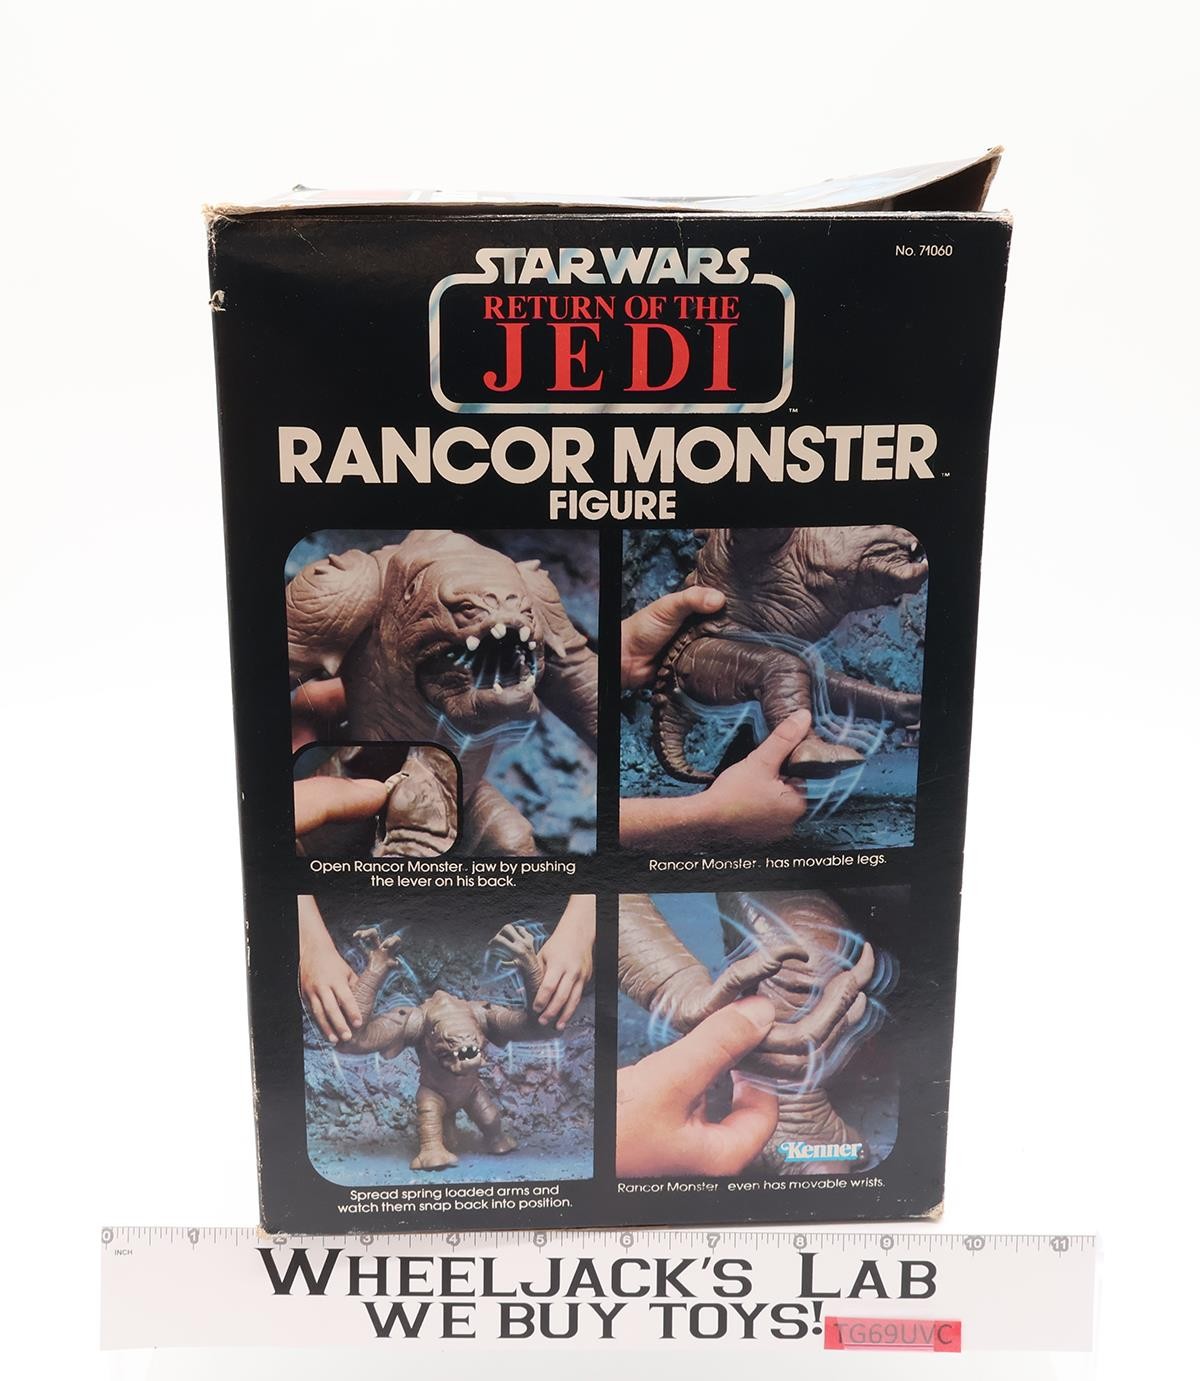 No. 71060
STAR WARS
RETURN OF THE
JEDI
TM
RANCOR MONSTER TM
FIGURE
Open Rancor Monster jaw by pushing
the lever on his back.
Rancor Monster has movable legs.
Spread spring loaded arms and
watch them snap back into position.
Kenner
Rancor Monster even has movable wrists.
0 1 2 3 4 5 6 7 8 9 10 11
INCH
WHEELJACK'S LAB
WE BUY TOYS!
TG69UVC